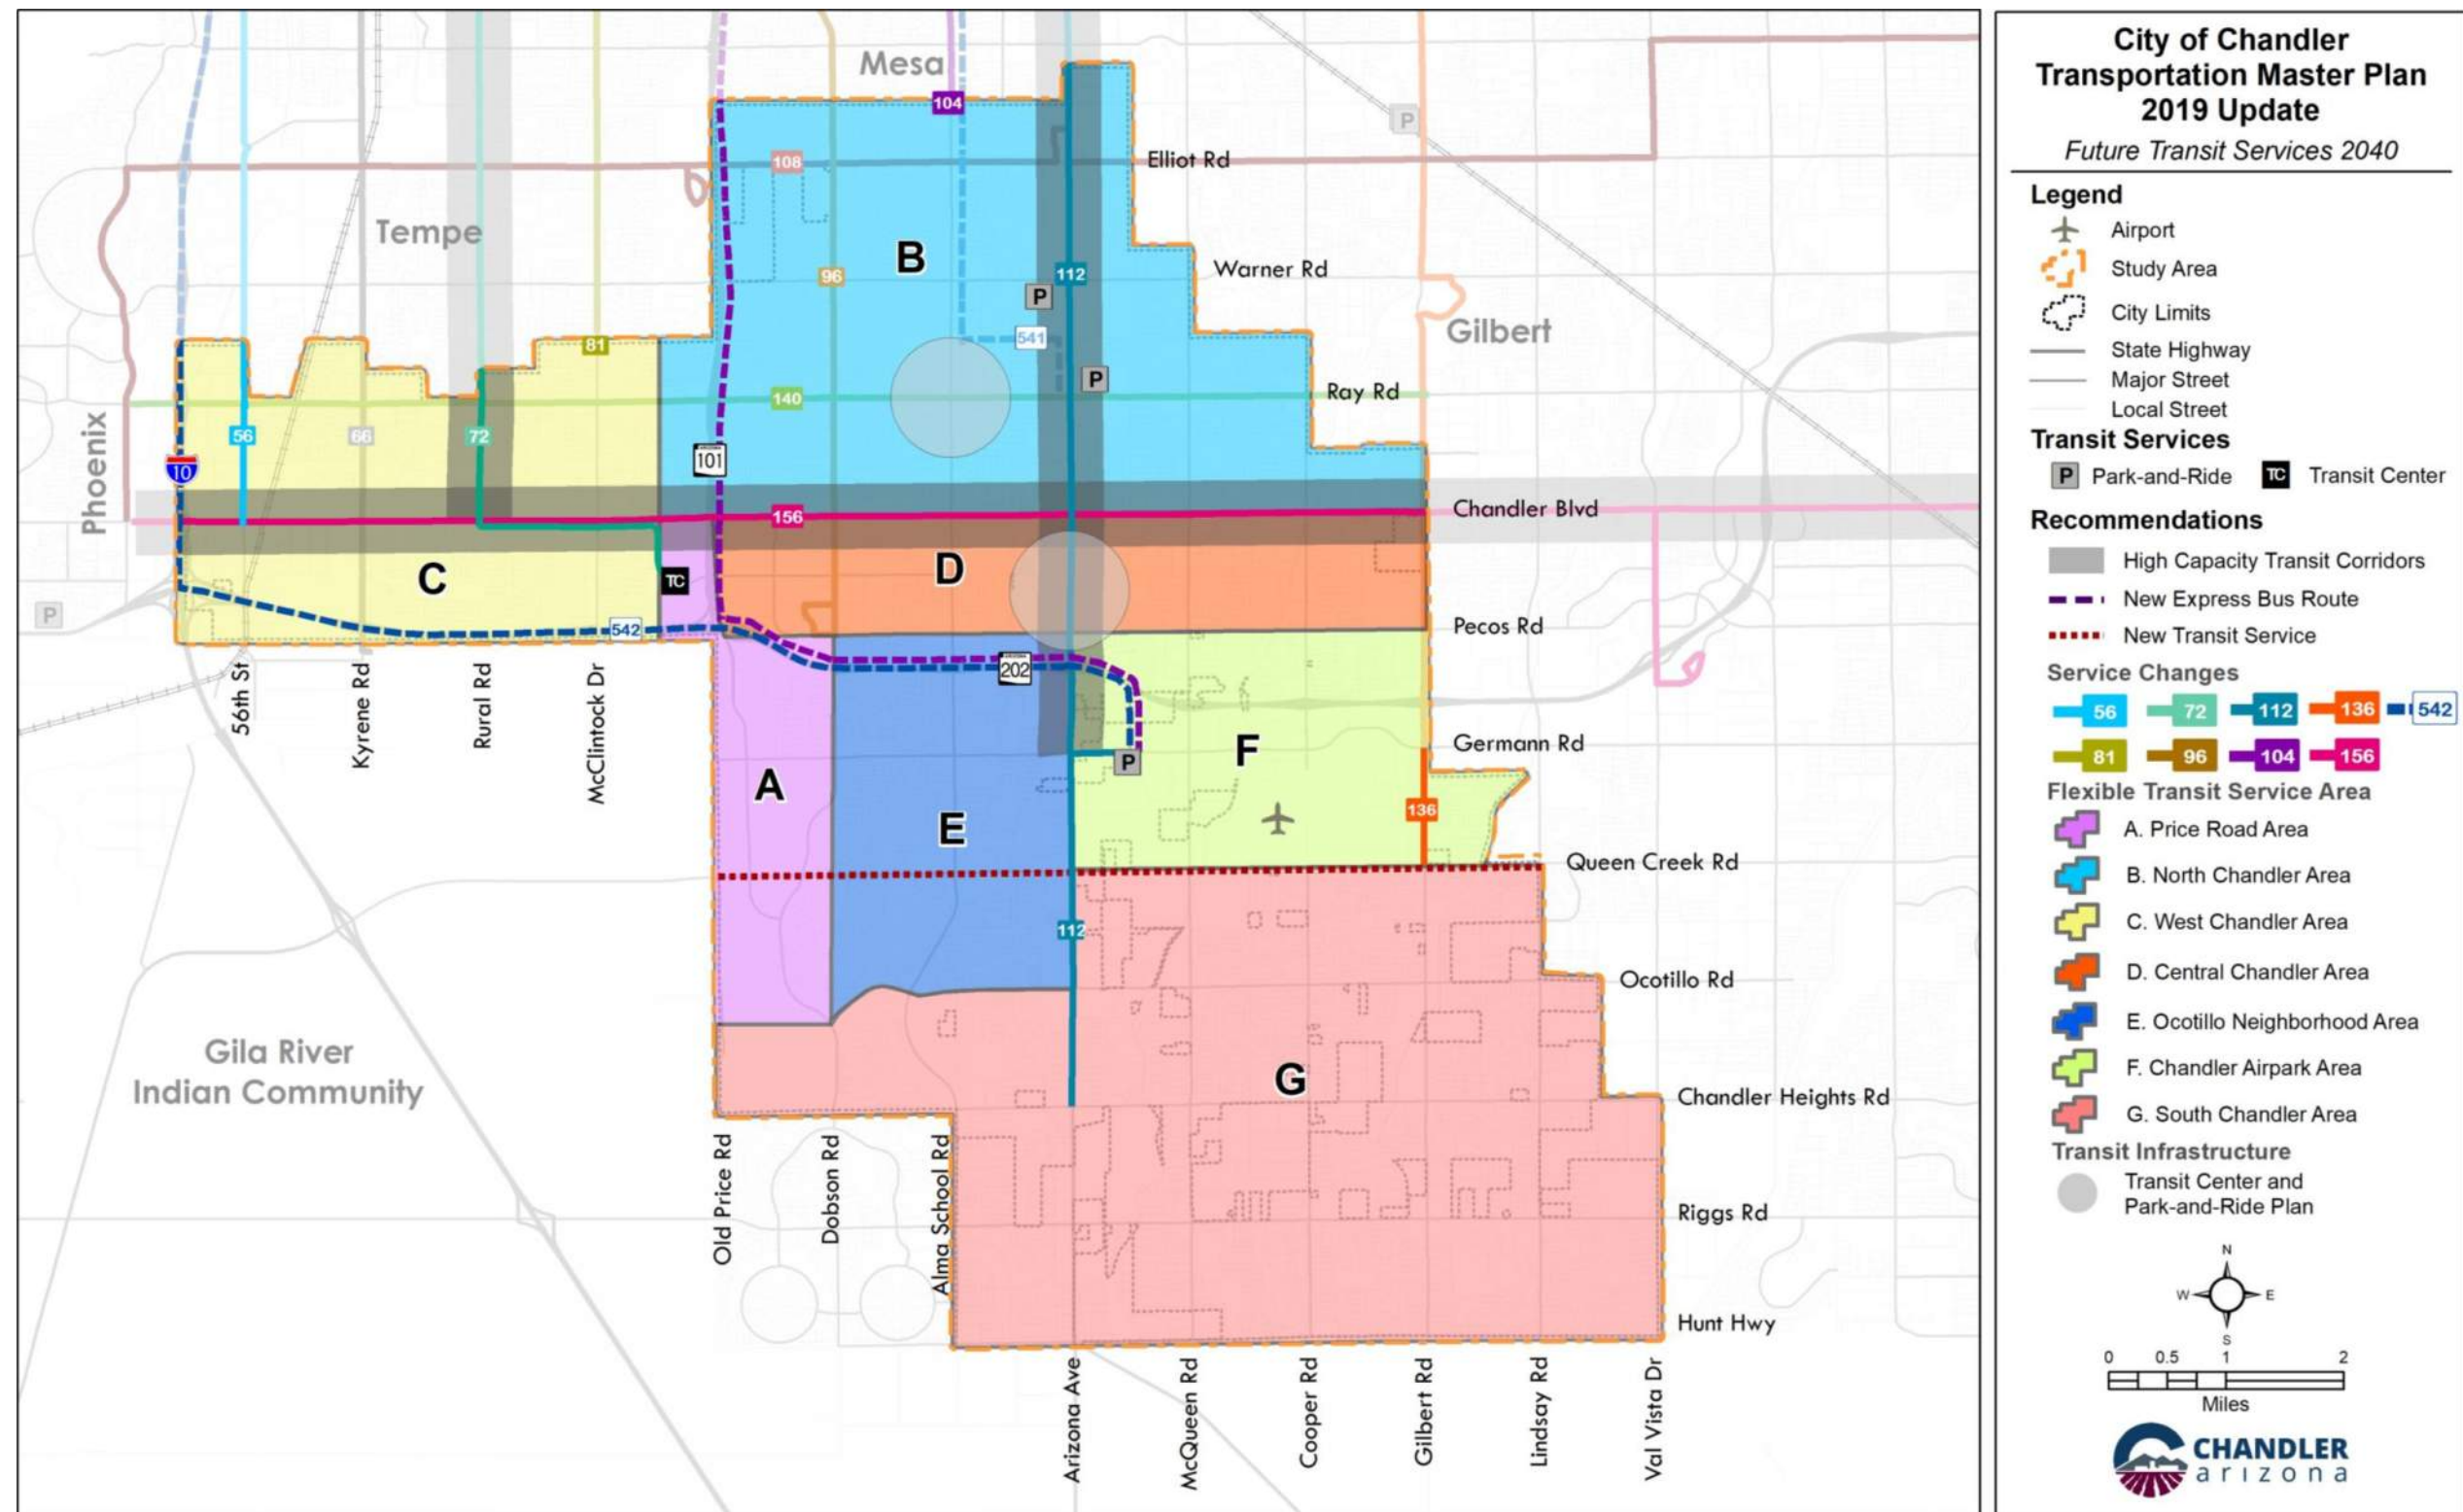 Mesa
104
Elliot Rd
108
Tempe
B
96
112
Warner Rd
P
P
541
Gilbert
81
P
Ray Rd
140
Phoenix
56
66
72
10
ARIZONA
101
156
Chandler Blvd
C
D
TC
P
542
Pecos Rd
ARIZONA
202
56th St
Kyrene Rd
Rural Rd
McClintock Dr
Germann Rd
F
P
A
E
136
Queen Creek Rd
112
Ocotillo Rd
Gila River
Indian Community
G
Chandler Heights Rd
Old Price Rd
Dobson Rd
Alma School Rd
Riggs Rd
Hunt Hwy
Arizona Ave
McQueen Rd
Cooper Rd
Gilbert Rd
Lindsay Rd
Val Vista Dr
City of Chandler
Transportation Master Plan
2019 Update
Future Transit Services 2040
Legend
Airport
Study Area
City Limits
State Highway
Major Street
Local Street
Transit Services
P Park-and-Ride TC Transit Center
Recommendations
High Capacity Transit Corridors
New Express Bus Route
New Transit Service
Service Changes
56 72 112 136 542
81 96 104 156
Flexible Transit Service Area
A. Price Road Area
B. North Chandler Area
C. West Chandler Area
D. Central Chandler Area
E. Ocotillo Neighborhood Area
F. Chandler Airpark Area
G. South Chandler Area
Transit Infrastructure
Transit Center and
Park-and-Ride Plan
N
W E
S
0 0.5 1 2
Miles
CHANDLER
arizona